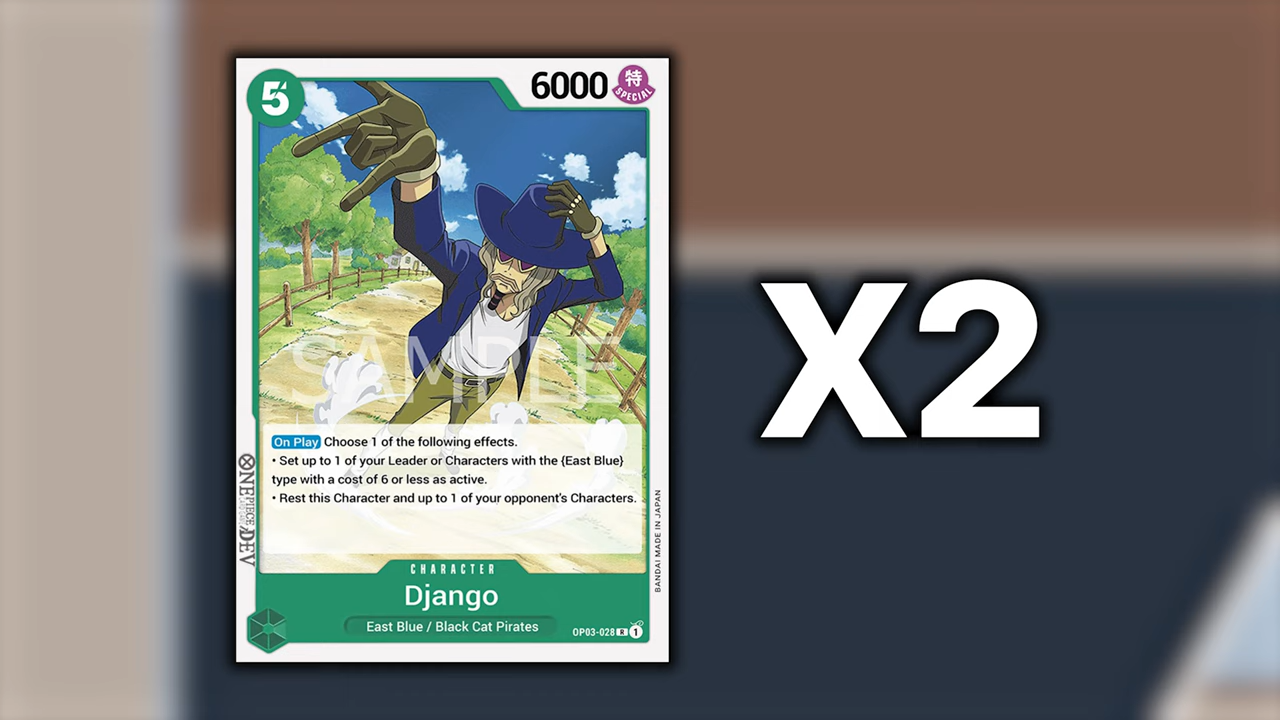 5
6000
特
SPECIAL
SAMPLE
On Play Choose 1 of the following effects.
• Set up to 1 of your Leader or Characters with the {East Blue}
type with a cost of 6 or less as active.
• Rest this Character and up to 1 of your opponent's Characters.
ONE PIECE
BANDAI MADE IN JAPAN
CHARACTER
Django
East Blue / Black Cat Pirates
OP03-028 R 1
X2